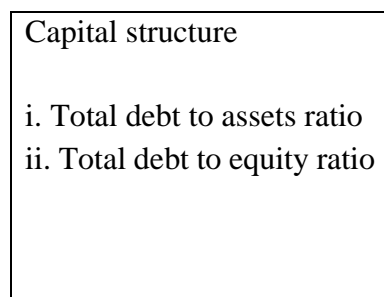 Capital structure
i. Total debt to assets ratio
ii. Total debt to equity ratio